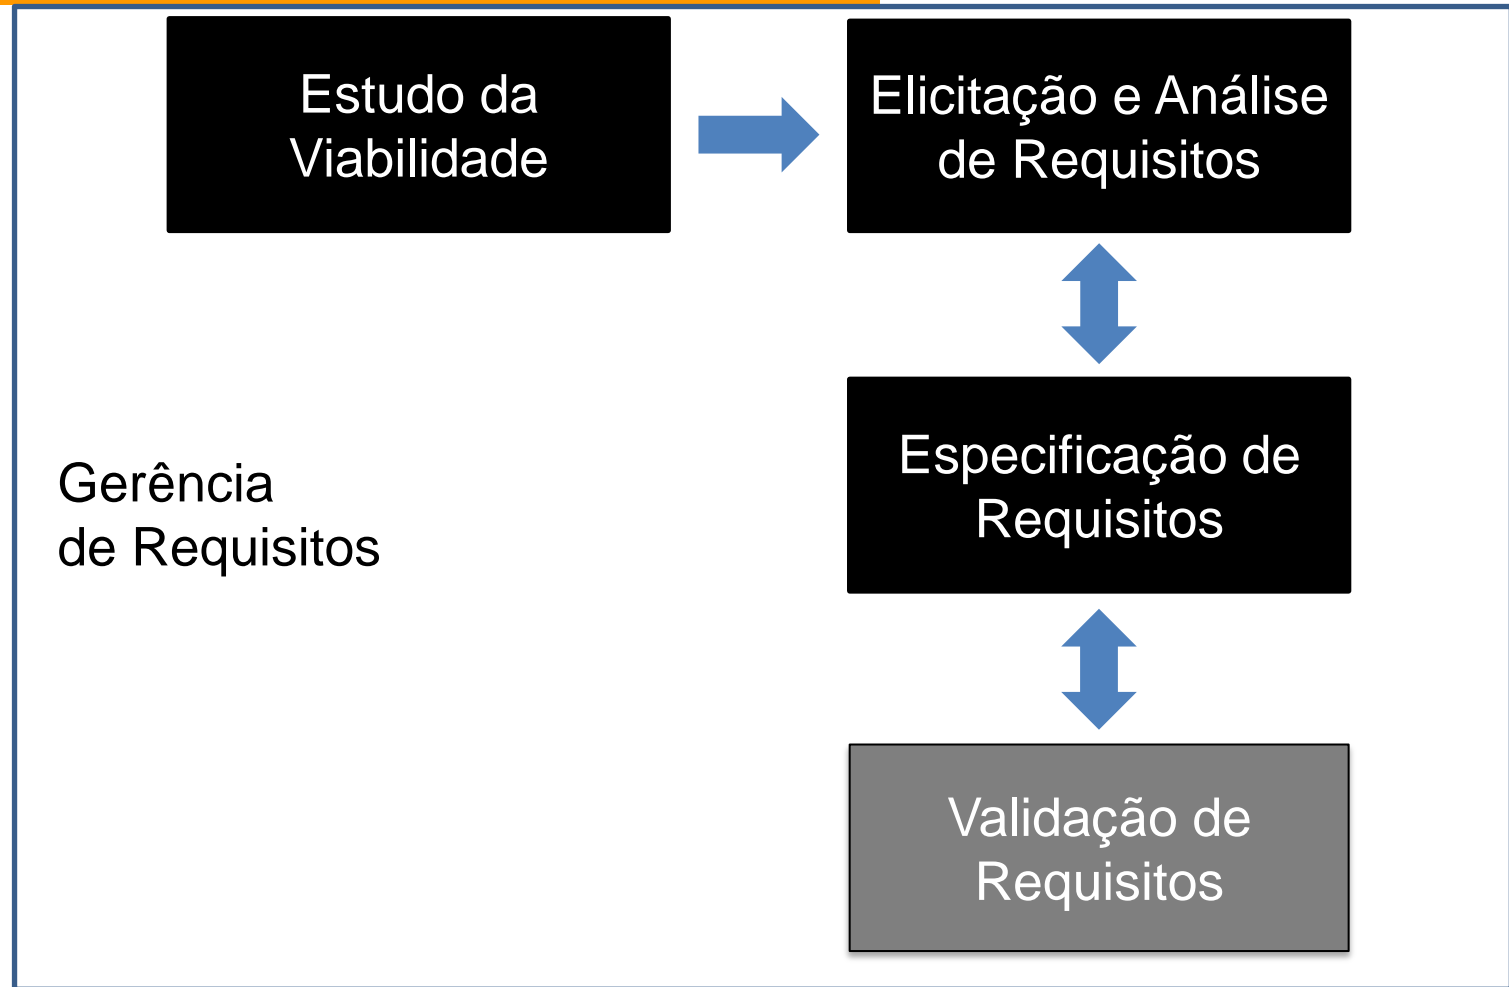 Estudo da
Viabilidade
Elicitação e Análise
de Requisitos
Especificação de
Requisitos
Gerência
de Requisitos
Validação de
Requisitos